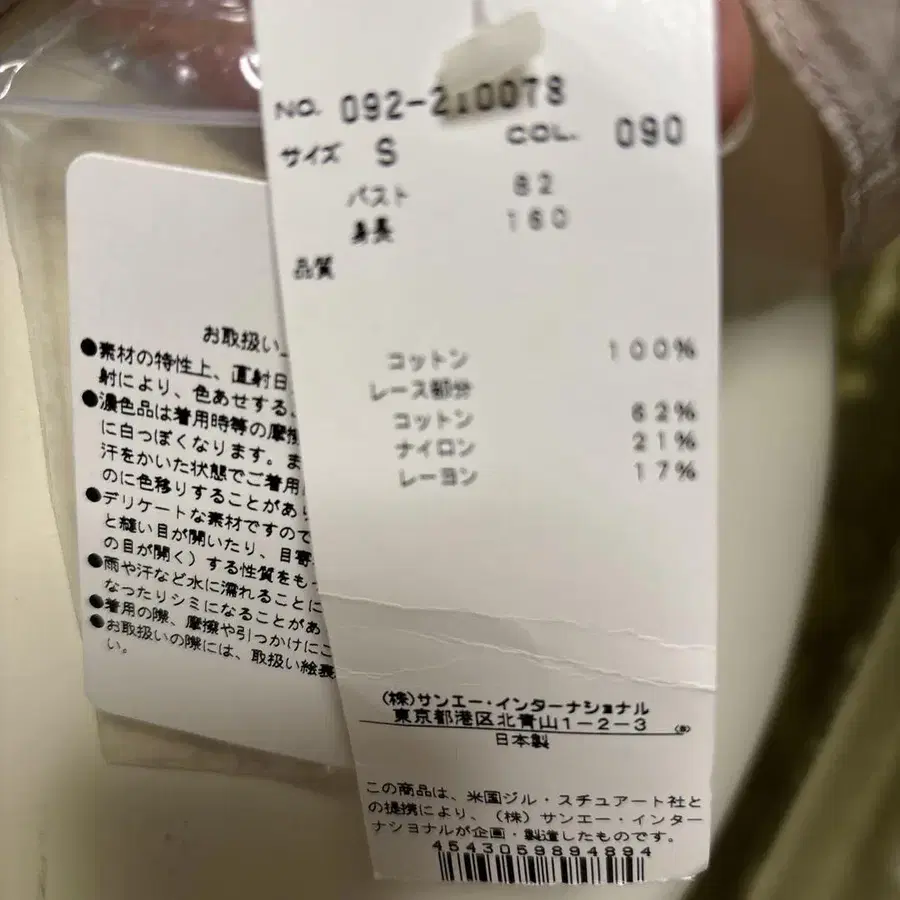 NO. 092-210078
サイズ S COL. 090
バスト 82
身長 160
品質
コットン 100%
レース部分
コットン 62%
ナイロン 21%
レーヨン 17%
(株)サンエー・インターナショナル
東京都港区北青山1-2-3
日本製
この商品は、米国ジル・スチュアート社と
の提携により、(株)サンエー・インター
ナショナルが企画・製造したものです。
4543059894894
お取扱い
●素材の特性上、直射日
射により、色あせする
●濃色品は着用時等の摩擦
に白っぽくなります。ま
汗をかいた状態でご着用
のに色移りすることがあ
●デリケートな素材ですので
と縫い目が開いたり、目寄
の目が開く)する性質をも
●雨や汗など水に濡れることに
なったりシミになることがあ
●着用の際、摩擦や引っかけにご
●お取扱いの際には、取扱い絵表
い。